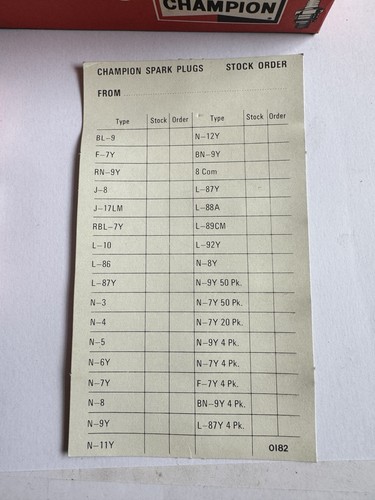 CHAMPION
CHAMPION SPARK PLUGS STOCK ORDER
FROM
Type Stock Order Type Stock Order
BL-9 N-12Y
F-7Y BN-9Y
RN-9Y 8 Com
J-8 L-87Y
J-17LM L-88A
RBL-7Y L-89CM
L-10 L-92Y
L-86 N-8Y
L-87Y N-9Y 50 Pk.
N-3 N-7Y 50 Pk.
N-4 N-7Y 20 Pk.
N-5 N-9Y 4 Pk.
N-6Y N-7Y 4 Pk.
N-7Y F-7Y 4 Pk.
N-8 BN-9Y 4 Pk.
N-9Y L-87Y 4 Pk.
N-11Y 0182